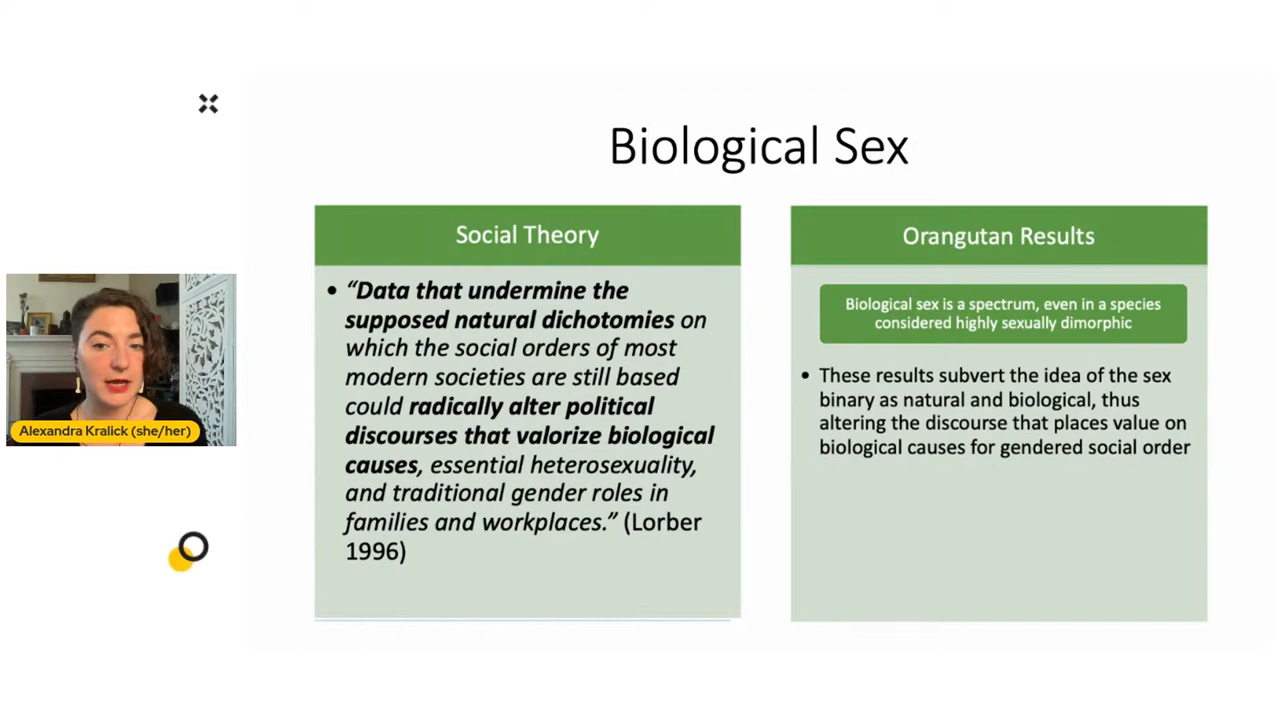 Biological Sex
Social Theory
• “Data that undermine the
supposed natural dichotomies on
which the social orders of most
modern societies are still based
could radically alter political
discourses that valorize biological
causes, essential heterosexuality,
and traditional gender roles in
families and workplaces.” (Lorber
1996)
Orangutan Results
Biological sex is a spectrum, even in a species
considered highly sexually dimorphic
• These results subvert the idea of the sex
binary as natural and biological, thus
altering the discourse that places value on
biological causes for gendered social order
Alexandra Kralick (she/her)